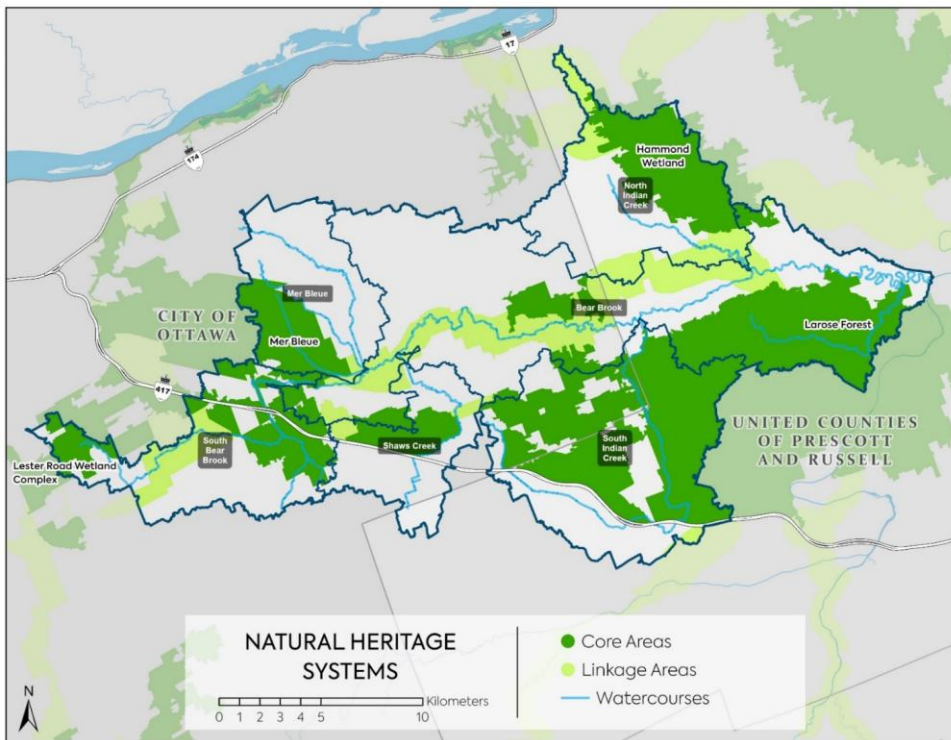 17
174
Hammond
Wetland
North
Indian
Creek
Mer Bleue
Bear Brook
CITY OF
OTTAWA
Mer Bleue
Larose Forest
417
UNITED COUNTIES
OF PRESCOTT
AND RUSSELL
Shaws Creek
South
Bear
Brook
South
Indian
Creek
Lester Road Wetland
Complex
NATURAL HERITAGE
SYSTEMS
Kilometers
0 1 2 3 4 5 10
Core Areas
Linkage Areas
Watercourses
N